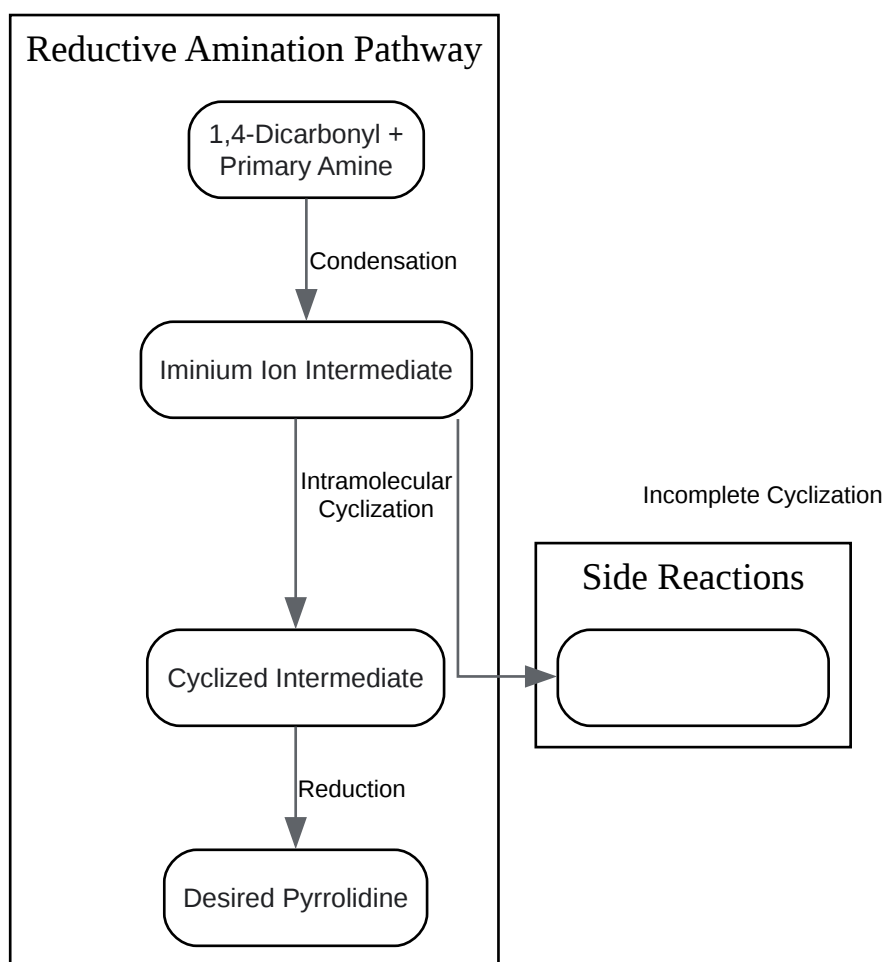 Reductive Amination Pathway
1,4-Dicarbonyl +
Primary Amine
Condensation
Iminium Ion Intermediate
Intramolecular
Cyclization
Incomplete Cyclization
Side Reactions
Cyclized Intermediate
Reduction
Desired Pyrrolidine